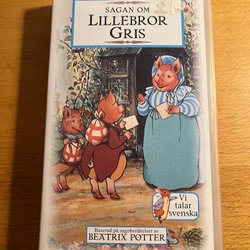 SAGAN OM
LILLEBROR
GRIS
Vi
talar
svenska
Baserad på sagoberättelser av
BEATRIX POTTER